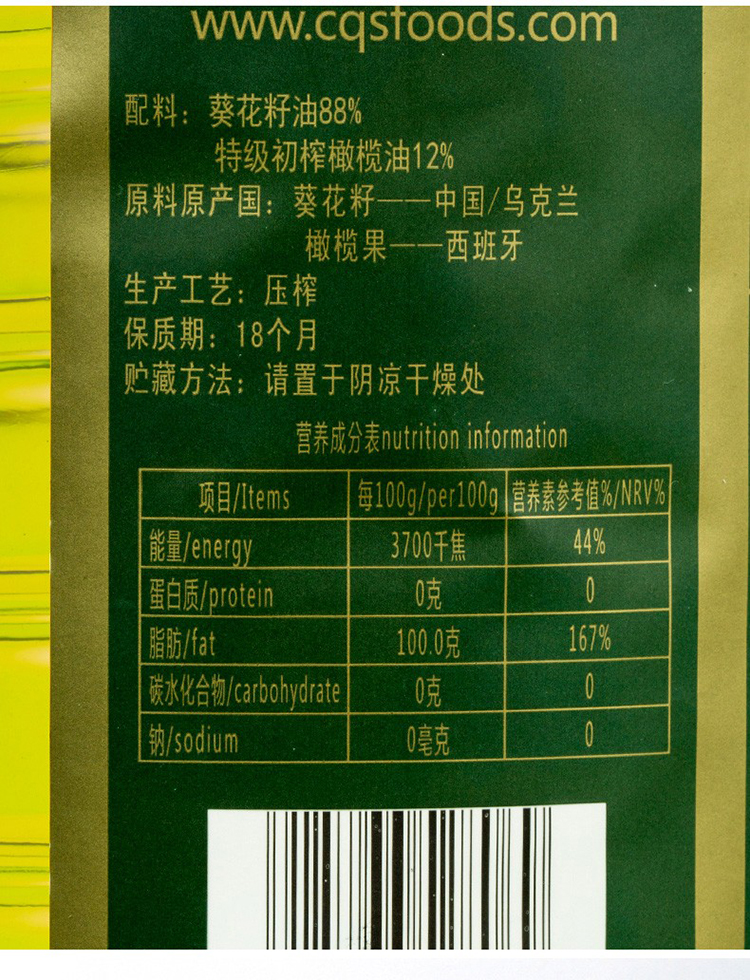 www.cqsfoods.com
配料：葵花籽油88%
特级初榨橄榄油12%
原料原产国：葵花籽——中国/乌克兰
橄榄果——西班牙
生产工艺：压榨
保质期：18个月
贮藏方法：请置于阴凉干燥处
营养成分表nutrition information
项目/Items 每100g/per100g 营养素参考值%/NRV%
能量/energy 3700千焦 44%
蛋白质/protein 0克 0
脂肪/fat 100.0克 167%
碳水化合物/carbohydrate 0克 0
钠/sodium 0毫克 0